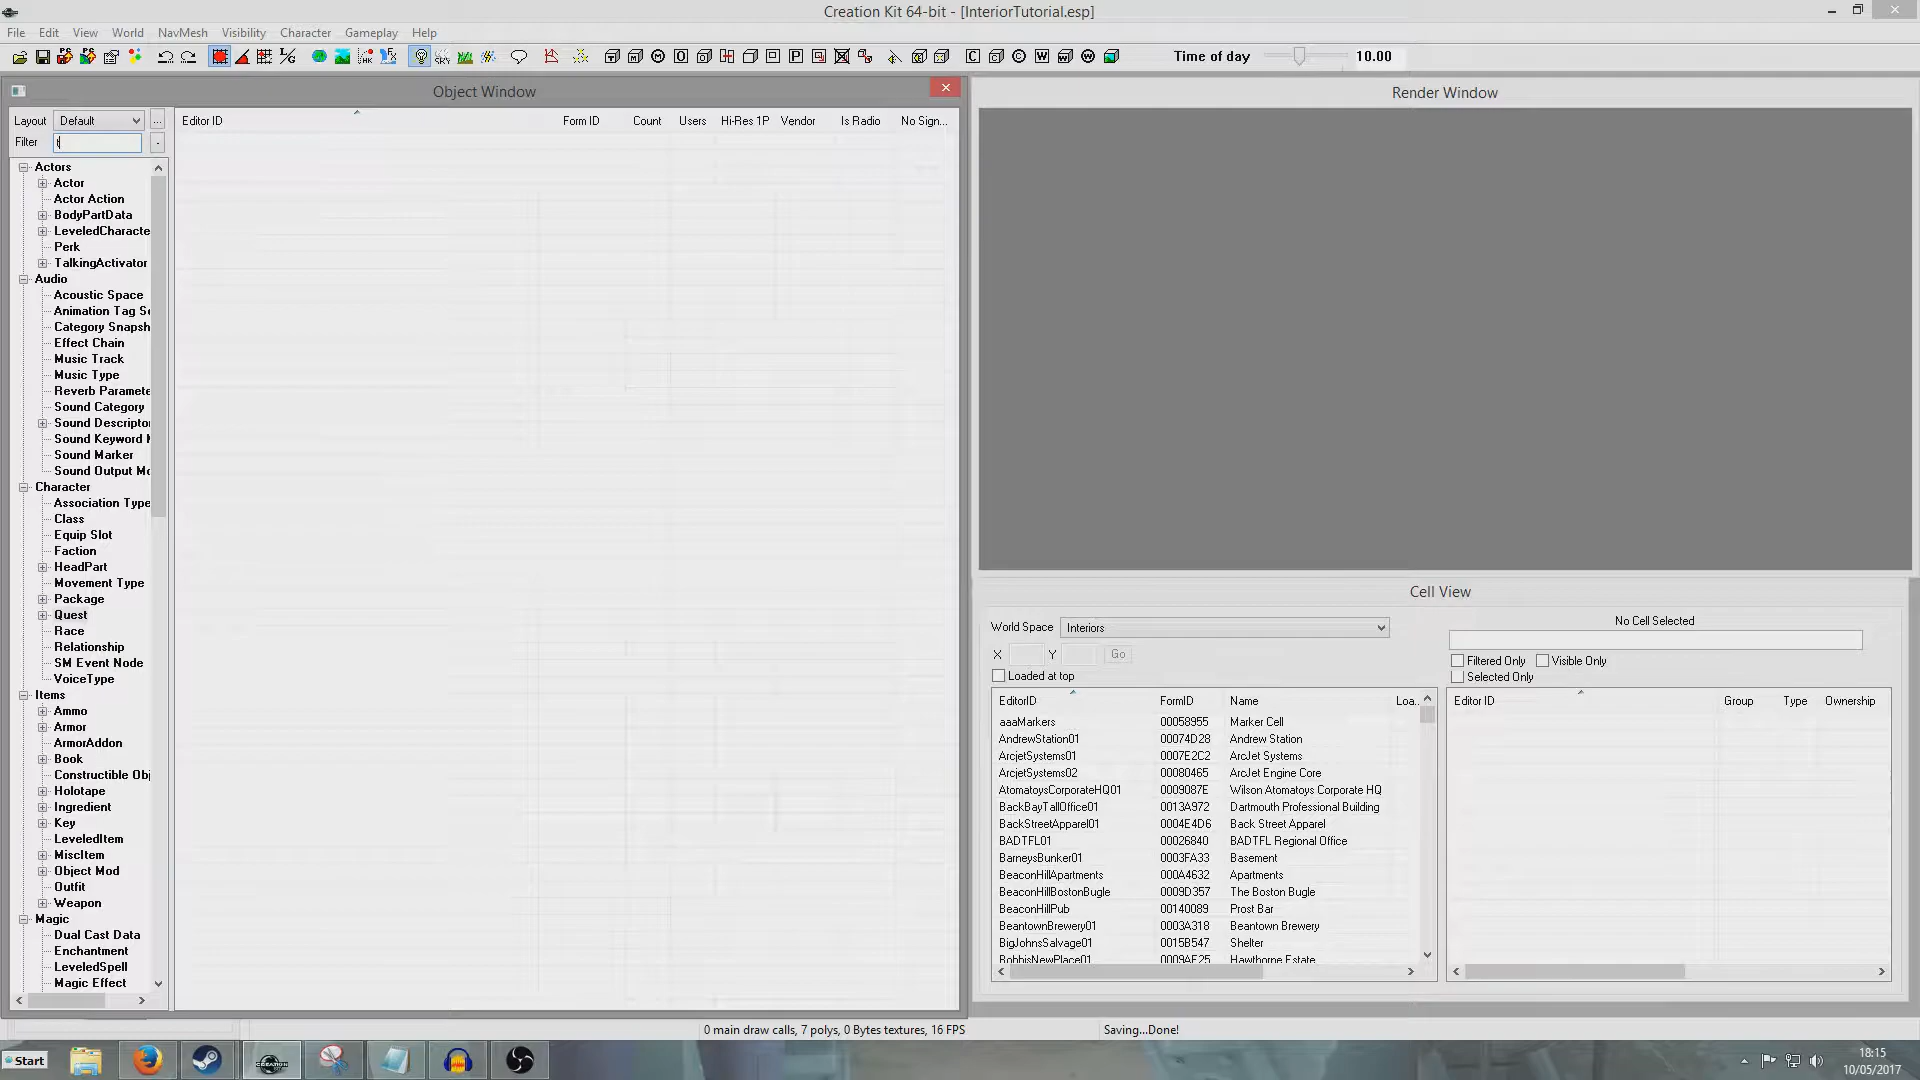 Creation Kit 64-bit - [InteriorTutorial.esp]
File Edit View World NavMesh Visibility Character Gameplay Help
Time of day 10.00
Object Window
Layout Default ...
Filter t
Editor ID Form ID Count Users Hi-Res 1P Vendor Is Radio No Sign...
Actors
Actor
Actor Action
BodyPartData
LeveledCharacte
Perk
TalkingActivator
Audio
Acoustic Space
Animation Tag Se
Category Snapsh
Effect Chain
Music Track
Music Type
Reverb Paramete
Sound Category
Sound Descripto
Sound Keyword M
Sound Marker
Sound Output Mo
Character
Association Type
Class
Equip Slot
Faction
HeadPart
Movement Type
Package
Quest
Race
Relationship
SM Event Node
VoiceType
Items
Ammo
Armor
ArmorAddon
Book
Constructible Obj
Holotape
Ingredient
Key
LeveledItem
MiscItem
Object Mod
Outfit
Weapon
Magic
Dual Cast Data
Enchantment
LeveledSpell
Magic Effect
Render Window
Cell View
World Space Interiors
X Y Go
Loaded at top
No Cell Selected
Filtered Only Visible Only
Selected Only
EditorID FormID Name Loa...
aaaMarkers 00058955 Marker Cell
AndrewStation01 00074D28 Andrew Station
ArcjetSystems01 0007E2C2 ArcJet Systems
ArcjetSystems02 00080465 ArcJet Engine Core
AtomatoysCorporateHQ01 0009087E Wilson Atomatoys Corporate HQ
BackBayTallOffice01 0013A972 Dartmouth Professional Building
BackStreetApparel01 0004E4D6 Back Street Apparel
BADTFL01 00026840 BADTFL Regional Office
BarneysBunker01 0003FA33 Basement
BeaconHillApartments 000A4632 Apartments
BeaconHillBostonBugle 0009D357 The Boston Bugle
BeaconHillPub 00140089 Prost Bar
BeantownBrewery01 0003A318 Beantown Brewery
BigJohnsSalvage01 0015B547 Shelter
BobbisNewPlace01 0009AE25 Hawthorne Estate
Editor ID Group Type Ownership
0 main draw calls, 7 polys, 0 Bytes textures, 16 FPS
Saving...Done!
Start
18:15
10/05/2017